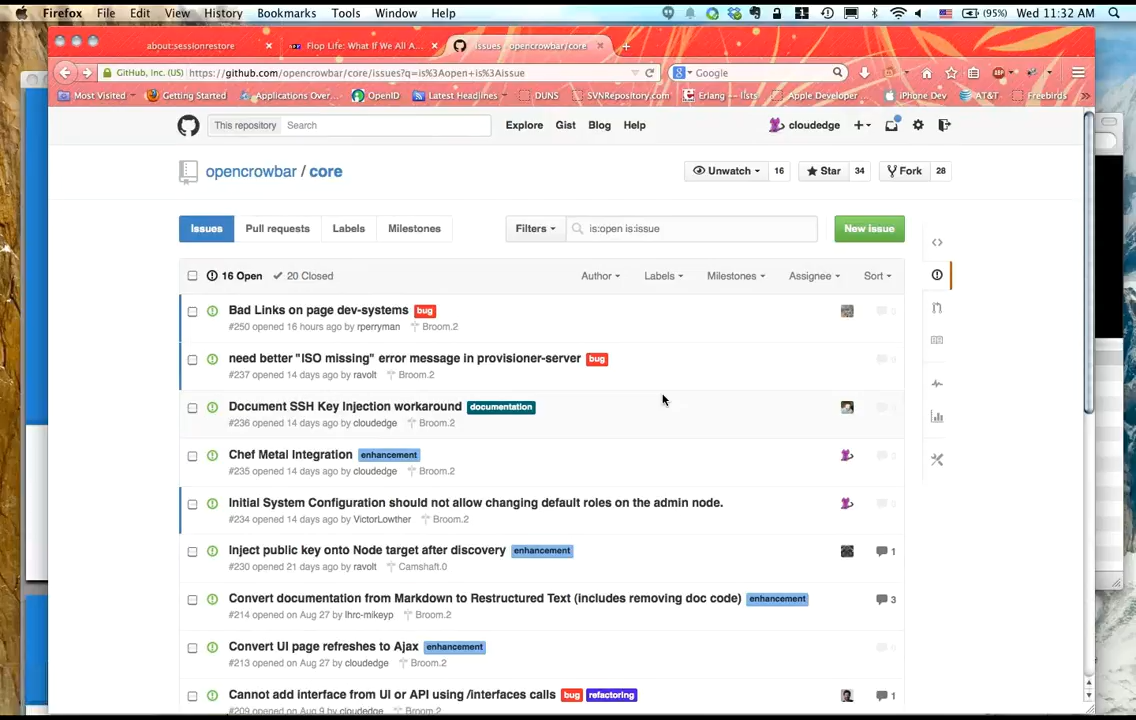 Firefox File Edit View History Bookmarks Tools Window Help (95%) Wed 11:32 AM
about:sessionrestore Flop Life: What If We All A... Issues · opencrowbar/core
GitHub, Inc. (US) https://github.com/opencrowbar/core/issues?q=is%3Aopen+is%3Aissue Google
Most Visited Getting Started Applications Over... OpenID Latest Headlines DUNS SVNRepository.com Erlang -- lists Apple Developer... iPhone Dev AT&T Freebirds
This repository Search Explore Gist Blog Help cloudedge
opencrowbar / core Unwatch 16 Star 34 Fork 28
Issues Pull requests Labels Milestones Filters is:open is:issue New issue
16 Open 20 Closed Author Labels Milestones Assignee Sort
Bad Links on page dev-systems bug
#250 opened 16 hours ago by rperryman Broom.2
need better "ISO missing" error message in provisioner-server bug
#237 opened 14 days ago by ravolt Broom.2
Document SSH Key Injection workaround documentation
#236 opened 14 days ago by cloudedge Broom.2
Chef Metal Integration enhancement
#235 opened 14 days ago by cloudedge Broom.2
Initial System Configuration should not allow changing default roles on the admin node.
#234 opened 14 days ago by VictorLowther Broom.2
Inject public key onto Node target after discovery enhancement 1
#230 opened 21 days ago by ravolt Camshaft.0
Convert documentation from Markdown to Restructured Text (includes removing doc code) enhancement 3
#214 opened on Aug 27 by lhrc-mikeyp Broom.2
Convert UI page refreshes to Ajax enhancement
#213 opened on Aug 27 by cloudedge Broom.2
Cannot add interface from UI or API using /interfaces calls bug refactoring 1
#209 opened on Aug 9 by cloudedge Broom.2